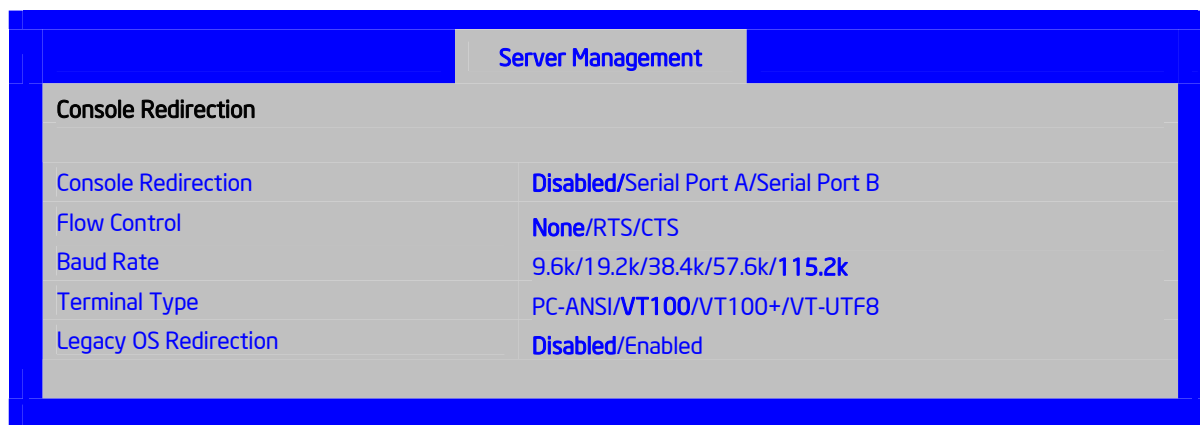 Server Management
Console Redirection
Console Redirection Disabled/Serial Port A/Serial Port B
Flow Control None/RTS/CTS
Baud Rate 9.6k/19.2k/38.4k/57.6k/115.2k
Terminal Type PC-ANSI/VT100/VT100+/VT-UTF8
Legacy OS Redirection Disabled/Enabled